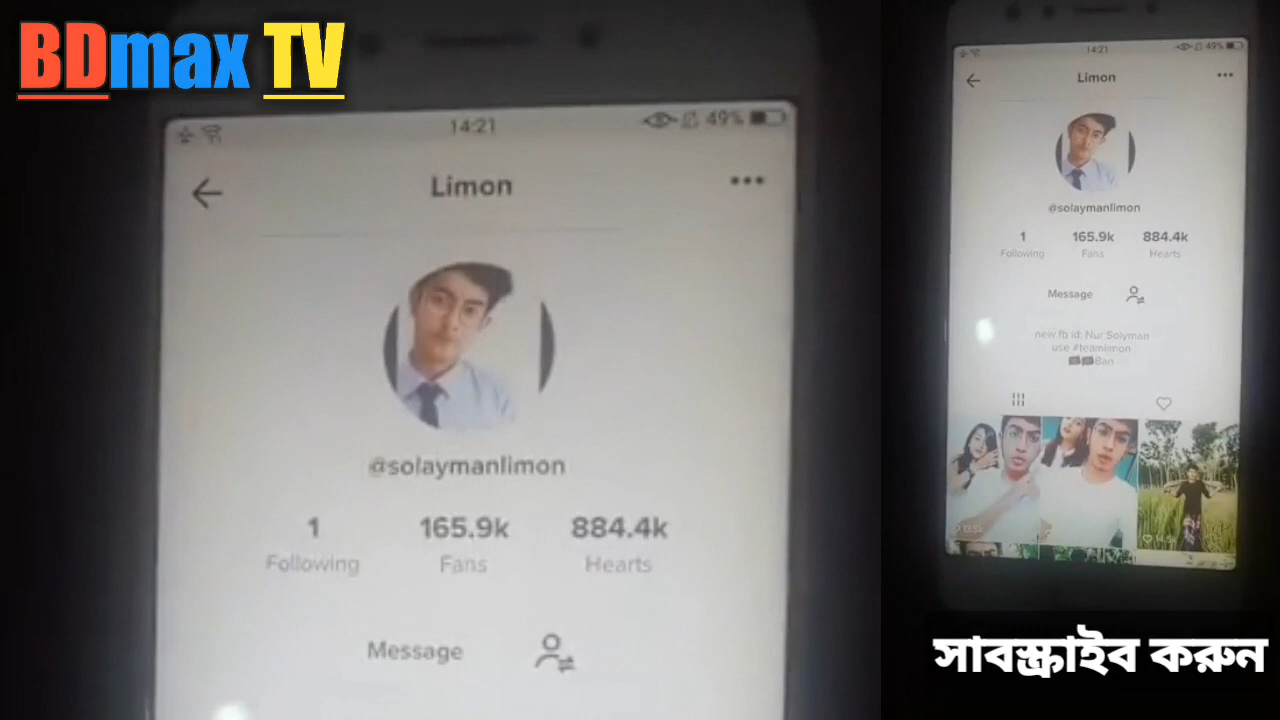 BDmax TV
14:21
49%
Limon
@solaymanlimon
1
165.9k
884.4k
Following
Fans
Hearts
Message
14:21
49%
Limon
@solaymanlimon
1
165.9k
884.4k
Following
Fans
Hearts
Message
new fb id: Nur Solyman
use #teamlimon
Ban
সাবস্ক্রাইব করুন